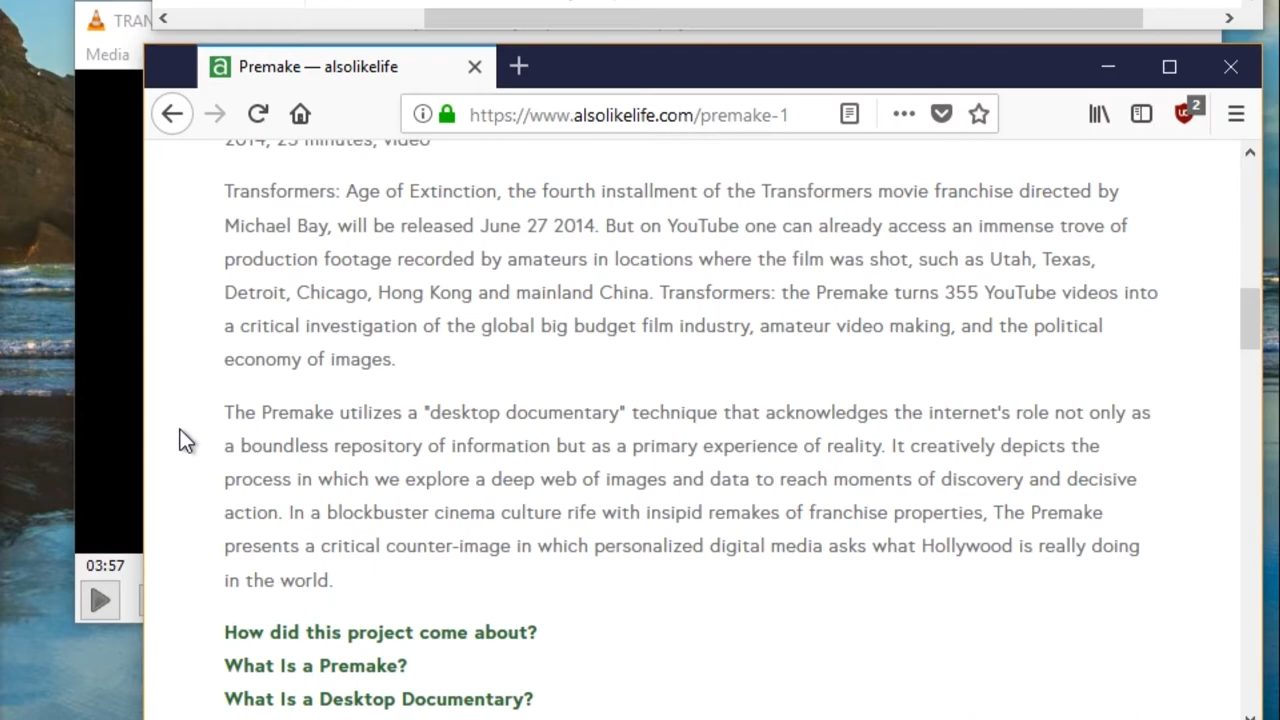 TRAN
Media
Premake — alsolikelife
https://www.alsolikelife.com/premake-1
2
2014, 25 minutes, video
Transformers: Age of Extinction, the fourth installment of the Transformers movie franchise directed by
Michael Bay, will be released June 27 2014. But on YouTube one can already access an immense trove of
production footage recorded by amateurs in locations where the film was shot, such as Utah, Texas,
Detroit, Chicago, Hong Kong and mainland China. Transformers: the Premake turns 355 YouTube videos into
a critical investigation of the global big budget film industry, amateur video making, and the political
economy of images.
The Premake utilizes a "desktop documentary" technique that acknowledges the internet's role not only as
a boundless repository of information but as a primary experience of reality. It creatively depicts the
process in which we explore a deep web of images and data to reach moments of discovery and decisive
action. In a blockbuster cinema culture rife with insipid remakes of franchise properties, The Premake
presents a critical counter-image in which personalized digital media asks what Hollywood is really doing
in the world.
03:57
How did this project come about?
What Is a Premake?
What Is a Desktop Documentary?